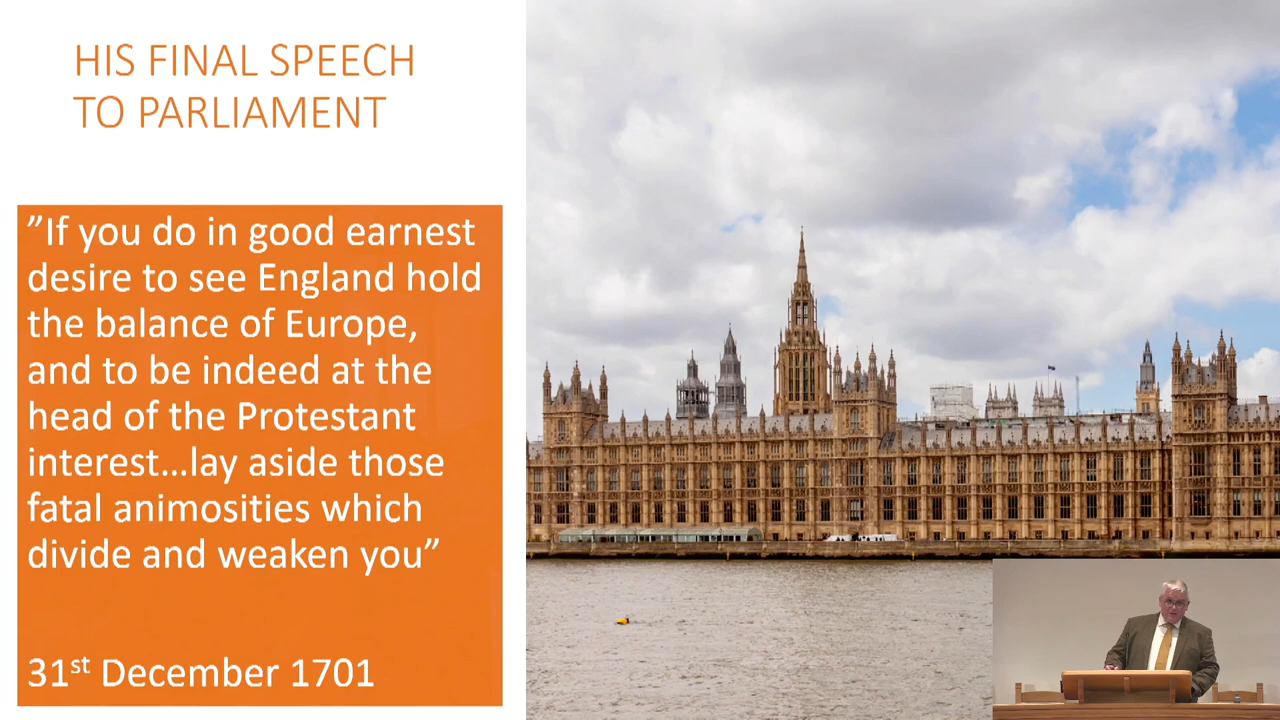 HIS FINAL SPEECH
TO PARLIAMENT
”If you do in good earnest
desire to see England hold
the balance of Europe,
and to be indeed at the
head of the Protestant
interest...lay aside those
fatal animosities which
divide and weaken you”
31st December 1701